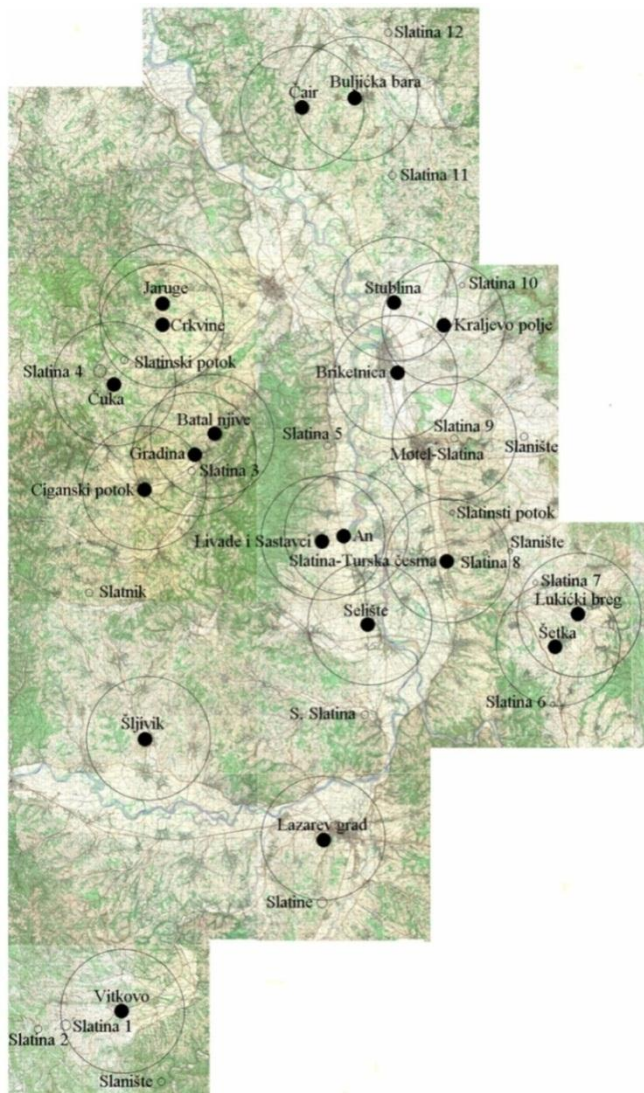 Slatina 12
Buljićka bara
Čair
Slatina 11
Slatina 10
Jaruge
Stublina
Crkvine
Kraljevo polje
Slatinski potok
Slatina 4
Briketnica
Čuka
Batal njive
Slatina 9
Slatina 5
Slanište
Gradina
Motel-Slatina
Slatina 3
Ciganski potok
Slatinsti potok
An
Livade i Sastavci
Slanište
Slatina-Turska česma
Slatina 8
Slatina 7
Slatnik
Lukićki breg
Selište
Šetka
Slatina 6
S. Slatina
Šljivik
Lazarev grad
Slatine
Vitkovo
Slatina 1
Slatina 2
Slanište